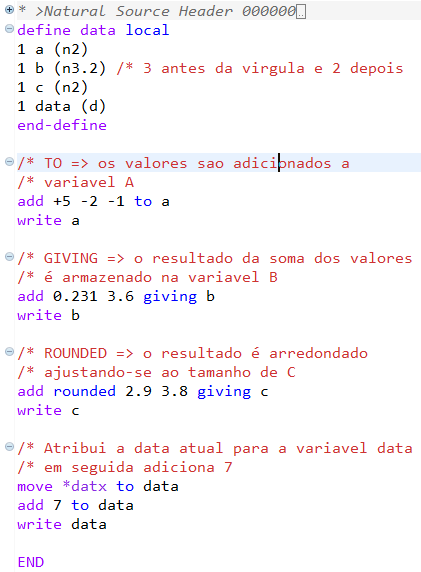 * >Natural Source Header 000000
define data local
1 a (n2)
1 b (n3.2) /* 3 antes da virgula e 2 depois
1 c (n2)
1 data (d)
end-define
/* TO => os valores sao adicionados a
/* variavel A
add +5 -2 -1 to a
write a
/* GIVING => o resultado da soma dos valores
/* é armazenado na variavel B
add 0.231 3.6 giving b
write b
/* ROUNDED => o resultado é arredondado
/* ajustando-se ao tamanho de C
add rounded 2.9 3.8 giving c
write c
/* Atribui a data atual para a variavel data
/* em seguida adiciona 7
move *datx to data
add 7 to data
write data
END